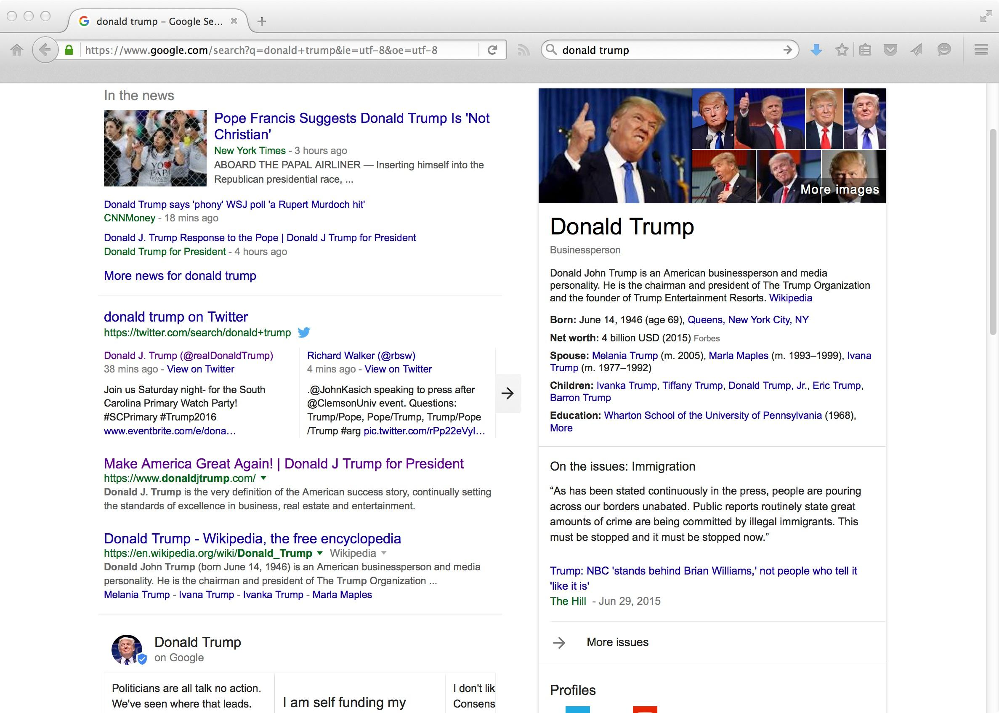 donald trump – Google Se...
https://www.google.com/search?q=donald+trump&ie=utf-8&oe=utf-8
donald trump
In the news
Pope Francis Suggests Donald Trump Is 'Not
Christian'
New York Times - 3 hours ago
ABOARD THE PAPAL AIRLINER — Inserting himself into the
Republican presidential race, ...
YO
PAPA
Donald Trump says 'phony' WSJ poll 'a Rupert Murdoch hit'
CNNMoney - 18 mins ago
Donald J. Trump Response to the Pope | Donald J Trump for President
Donald Trump for President - 4 hours ago
More news for donald trump
donald trump on Twitter
https://twitter.com/search/donald+trump
Donald J. Trump (@realDonaldTrump)
38 mins ago - View on Twitter
Join us Saturday night- for the South
Carolina Primary Watch Party!
#SCPrimary #Trump2016
www.eventbrite.com/e/dona…
Richard Walker (@rbsw)
4 mins ago - View on Twitter
.@JohnKasich speaking to press after
@ClemsonUniv event. Questions:
Trump/Pope, Pope/Trump, Trump/Pope
/Trump #arg pic.twitter.com/rPp22eVyl…
Make America Great Again! | Donald J Trump for President
https://www.donaldjtrump.com/
Donald J. Trump is the very definition of the American success story, continually setting
the standards of excellence in business, real estate and entertainment.
Donald Trump - Wikipedia, the free encyclopedia
https://en.wikipedia.org/wiki/Donald_Trump Wikipedia
Donald John Trump (born June 14, 1946) is an American businessperson and media
personality. He is the chairman and president of The Trump Organization ...
Melania Trump - Ivana Trump - Ivanka Trump - Marla Maples
Donald Trump
on Google
Politicians are all talk no action.
We've seen where that leads.
I am self funding my
I don't lik
Consens
More images
Donald Trump
Businessperson
Donald John Trump is an American businessperson and media
personality. He is the chairman and president of The Trump Organization
and the founder of Trump Entertainment Resorts. Wikipedia
Born: June 14, 1946 (age 69), Queens, New York City, NY
Net worth: 4 billion USD (2015) Forbes
Spouse: Melania Trump (m. 2005), Marla Maples (m. 1993–1999), Ivana
Trump (m. 1977–1992)
Children: Ivanka Trump, Tiffany Trump, Donald Trump, Jr., Eric Trump,
Barron Trump
Education: Wharton School of the University of Pennsylvania (1968),
More
On the issues: Immigration
“As has been stated continuously in the press, people are pouring
across our borders unabated. Public reports routinely state great
amounts of crime are being committed by illegal immigrants. This
must be stopped and it must be stopped now.”
Trump: NBC 'stands behind Brian Williams,' not people who tell it
'like it is'
The Hill - Jun 29, 2015
More issues
Profiles